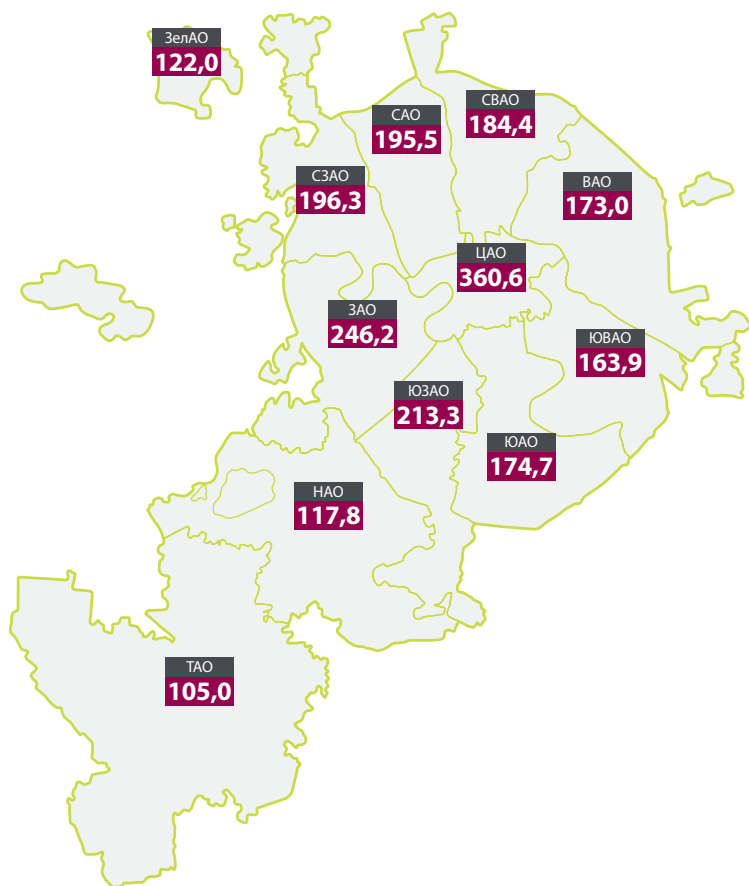 ЗелАО
122,0
СВАО
184,4
САО
195,5
СЗАО
196,3
ВАО
173,0
ЦАО
360,6
ЗАО
246,2
ЮВАО
163,9
ЮЗАО
213,3
ЮАО
174,7
НАО
117,8
ТАО
105,0